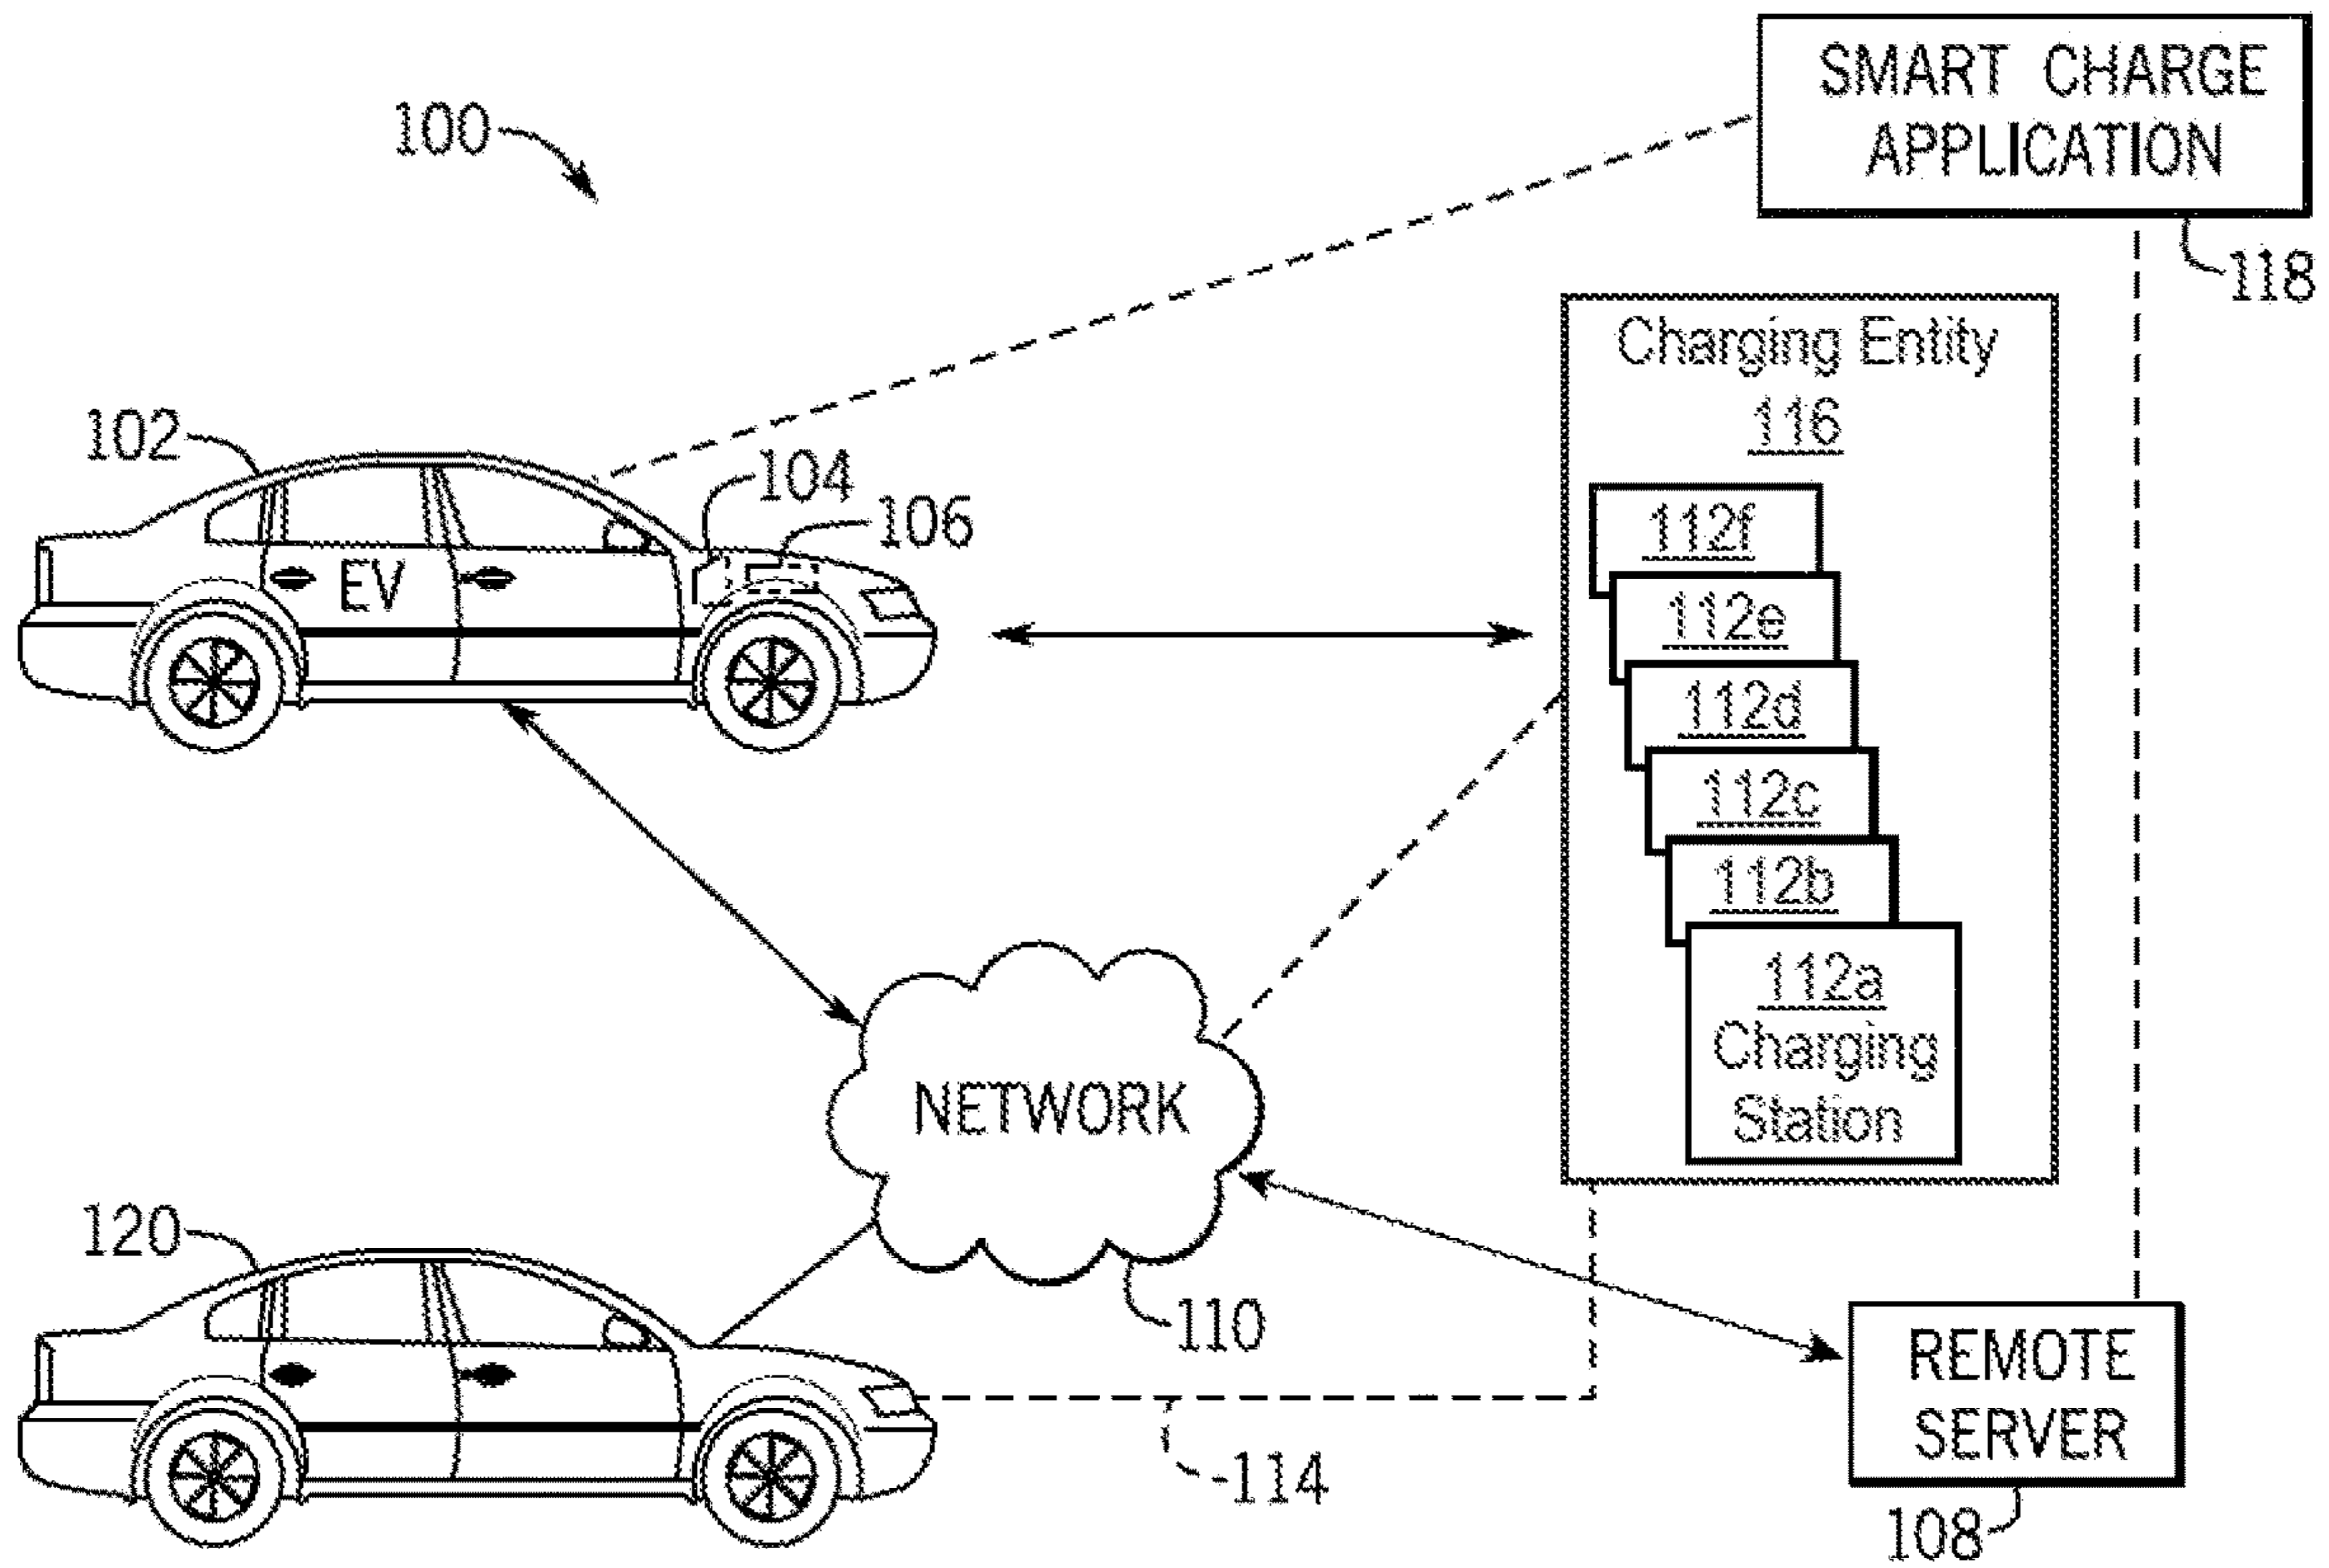 SMART CHARGE
APPLICATION
100
118
Charging Entity
116
102
104
106
112f
EV
112e
112d
112c
112b
112a
Charging
Station
NETWORK
120
110
REMOTE
SERVER
114
108